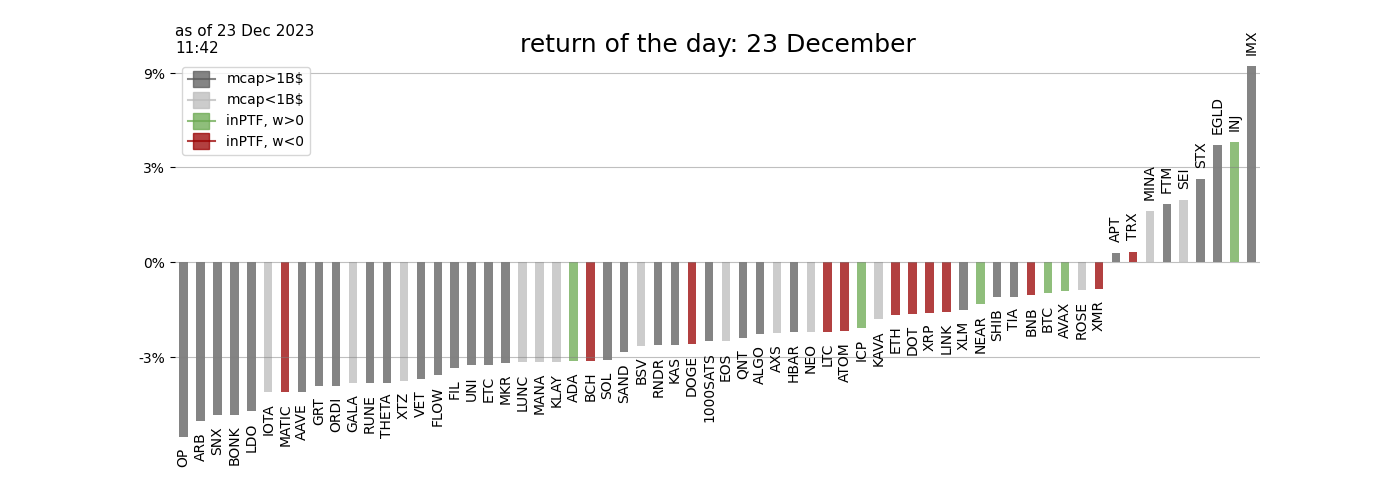 as of 23 Dec 2023
11:42
return of the day: 23 December
mcap>1B$
mcap<1B$
inPTF, w>0
inPTF, w<0
9%
3%
0%
-3%
OP
ARB
SNX
BONK
LDO
IOTA
MATIC
AAVE
GRT
ORDI
GALA
RUNE
THETA
XTZ
VET
FLOW
FIL
UNI
ETC
MKR
LUNC
MANA
KLAY
ADA
BCH
SOL
SAND
BSV
RNDR
KAS
DOGE
1000SATS
EOS
QNT
ALGO
AXS
HBAR
NEO
LTC
ATOM
ICP
KAVA
ETH
DOT
XRP
LINK
XLM
NEAR
SHIB
TIA
BNB
BTC
AVAX
ROSE
XMR
APT
TRX
MINA
FTM
SEI
STX
EGLD
INJ
IMX